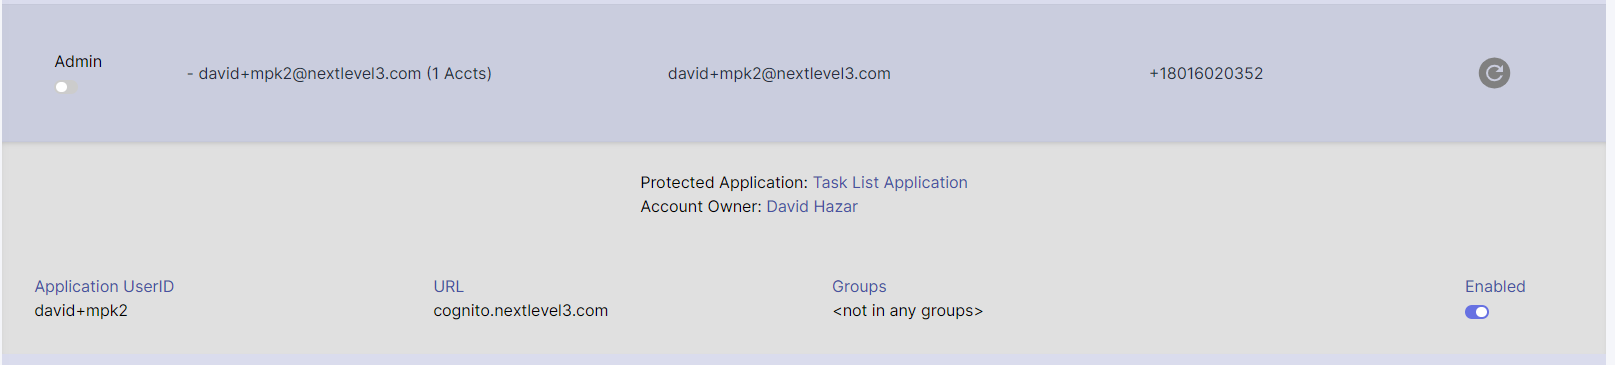 Admin
- david+mpk2@nextlevel3.com (1 Accts) david+mpk2@nextlevel3.com +18016020352
Protected Application: Task List Application
Account Owner: David Hazar
Application UserID URL Groups Enabled
david+mpk2 cognito.nextlevel3.com <not in any groups>